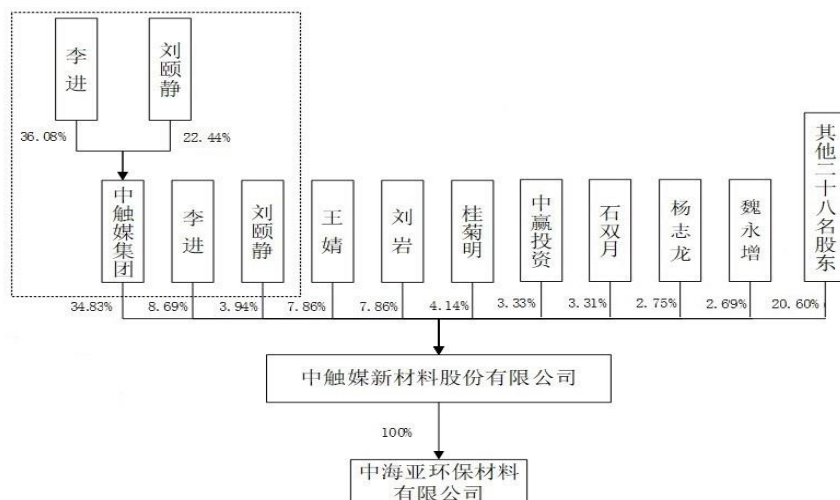 李进
刘颐静
36.08%
22.44%
中触媒集团
李进
刘颐静
王婧
刘岩
桂菊明
中赢投资
石双月
杨志龙
魏永增
其他二十八名股东
34.83%
8.69%
3.94%
7.86%
7.86%
4.14%
3.33%
3.31%
2.75%
2.69%
20.60%
中触媒新材料股份有限公司
100%
中海亚环保材料
有限公司